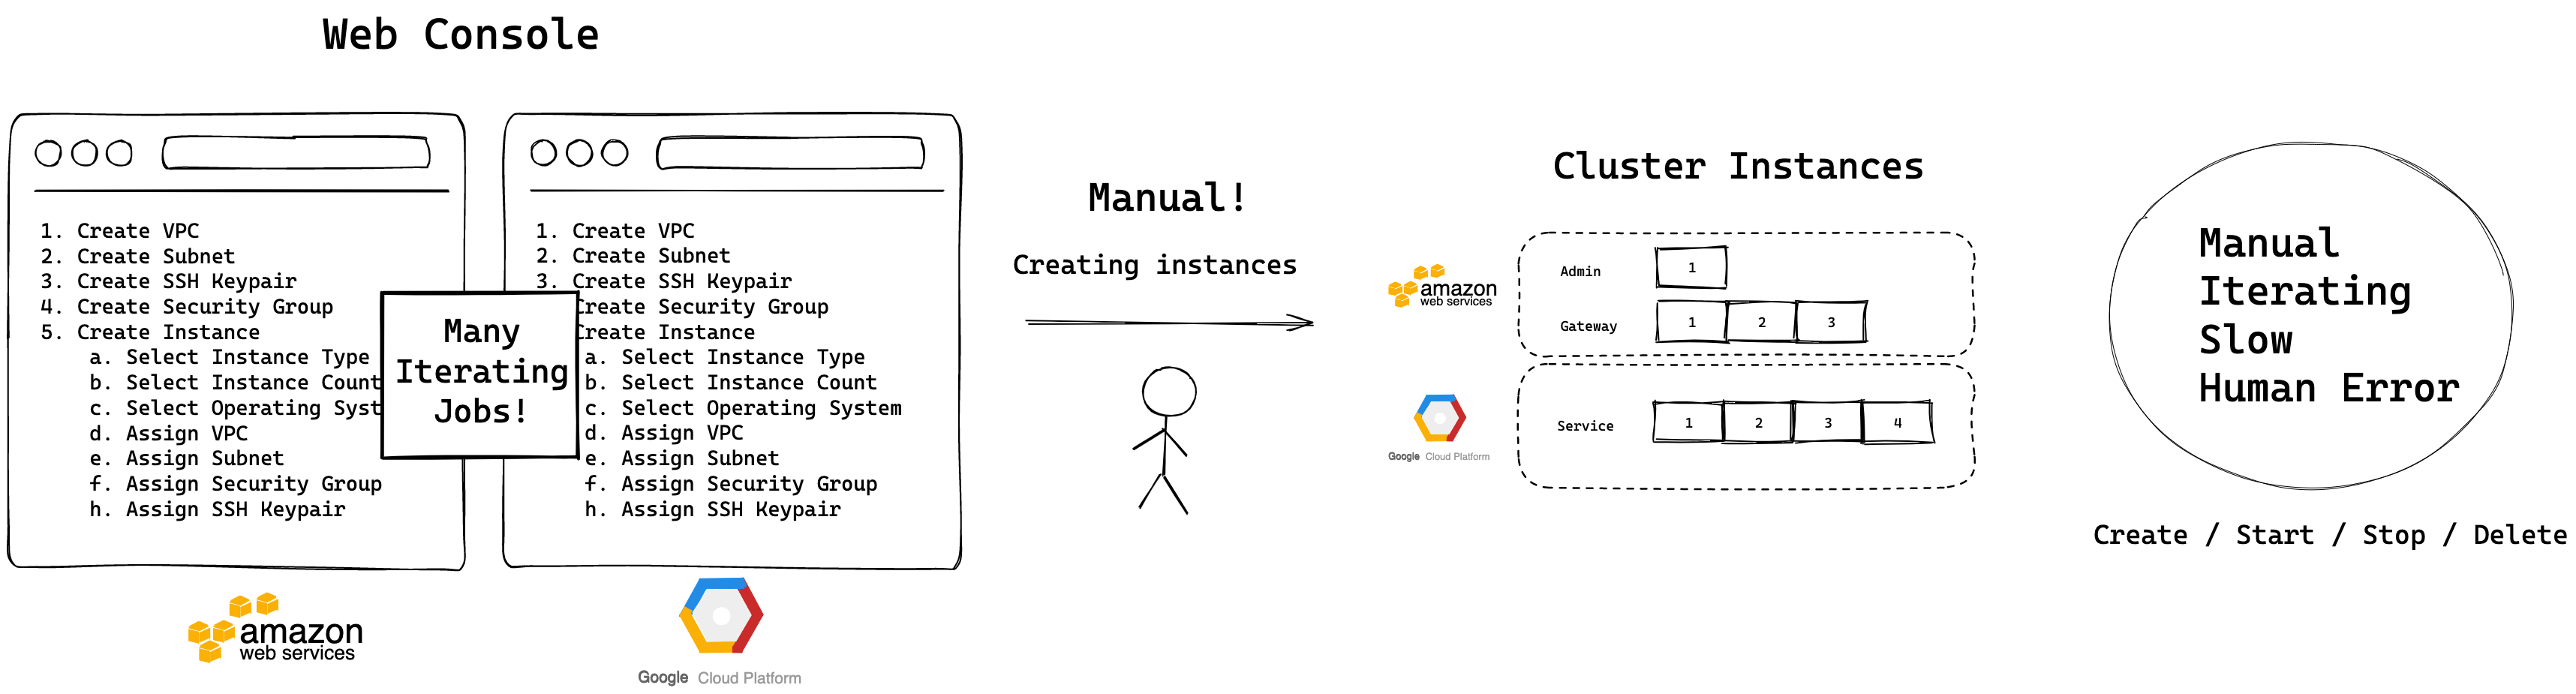 Web Console
1. Create VPC
2. Create Subnet
3. Create SSH Keypair
4. Create Security Group
5. Create Instance
a. Select Instance Type
b. Select Instance Count
c. Select Operating Syst
d. Assign VPC
e. Assign Subnet
f. Assign Security Group
h. Assign SSH Keypair
amazon
web services
Many
Iterating
Jobs!
1. Create VPC
2. Create Subnet
3. Create SSH Keypair
Create Security Group
Create Instance
a. Select Instance Type
b. Select Instance Count
c. Select Operating System
d. Assign VPC
e. Assign Subnet
f. Assign Security Group
h. Assign SSH Keypair
Google Cloud Platform
Manual!
Creating instances
Cluster Instances
amazon
web services
Admin 1
Gateway 1 2 3
Google Cloud Platform
Service 1 2 3 4
Manual
Iterating
Slow
Human Error
Create / Start / Stop / Delete